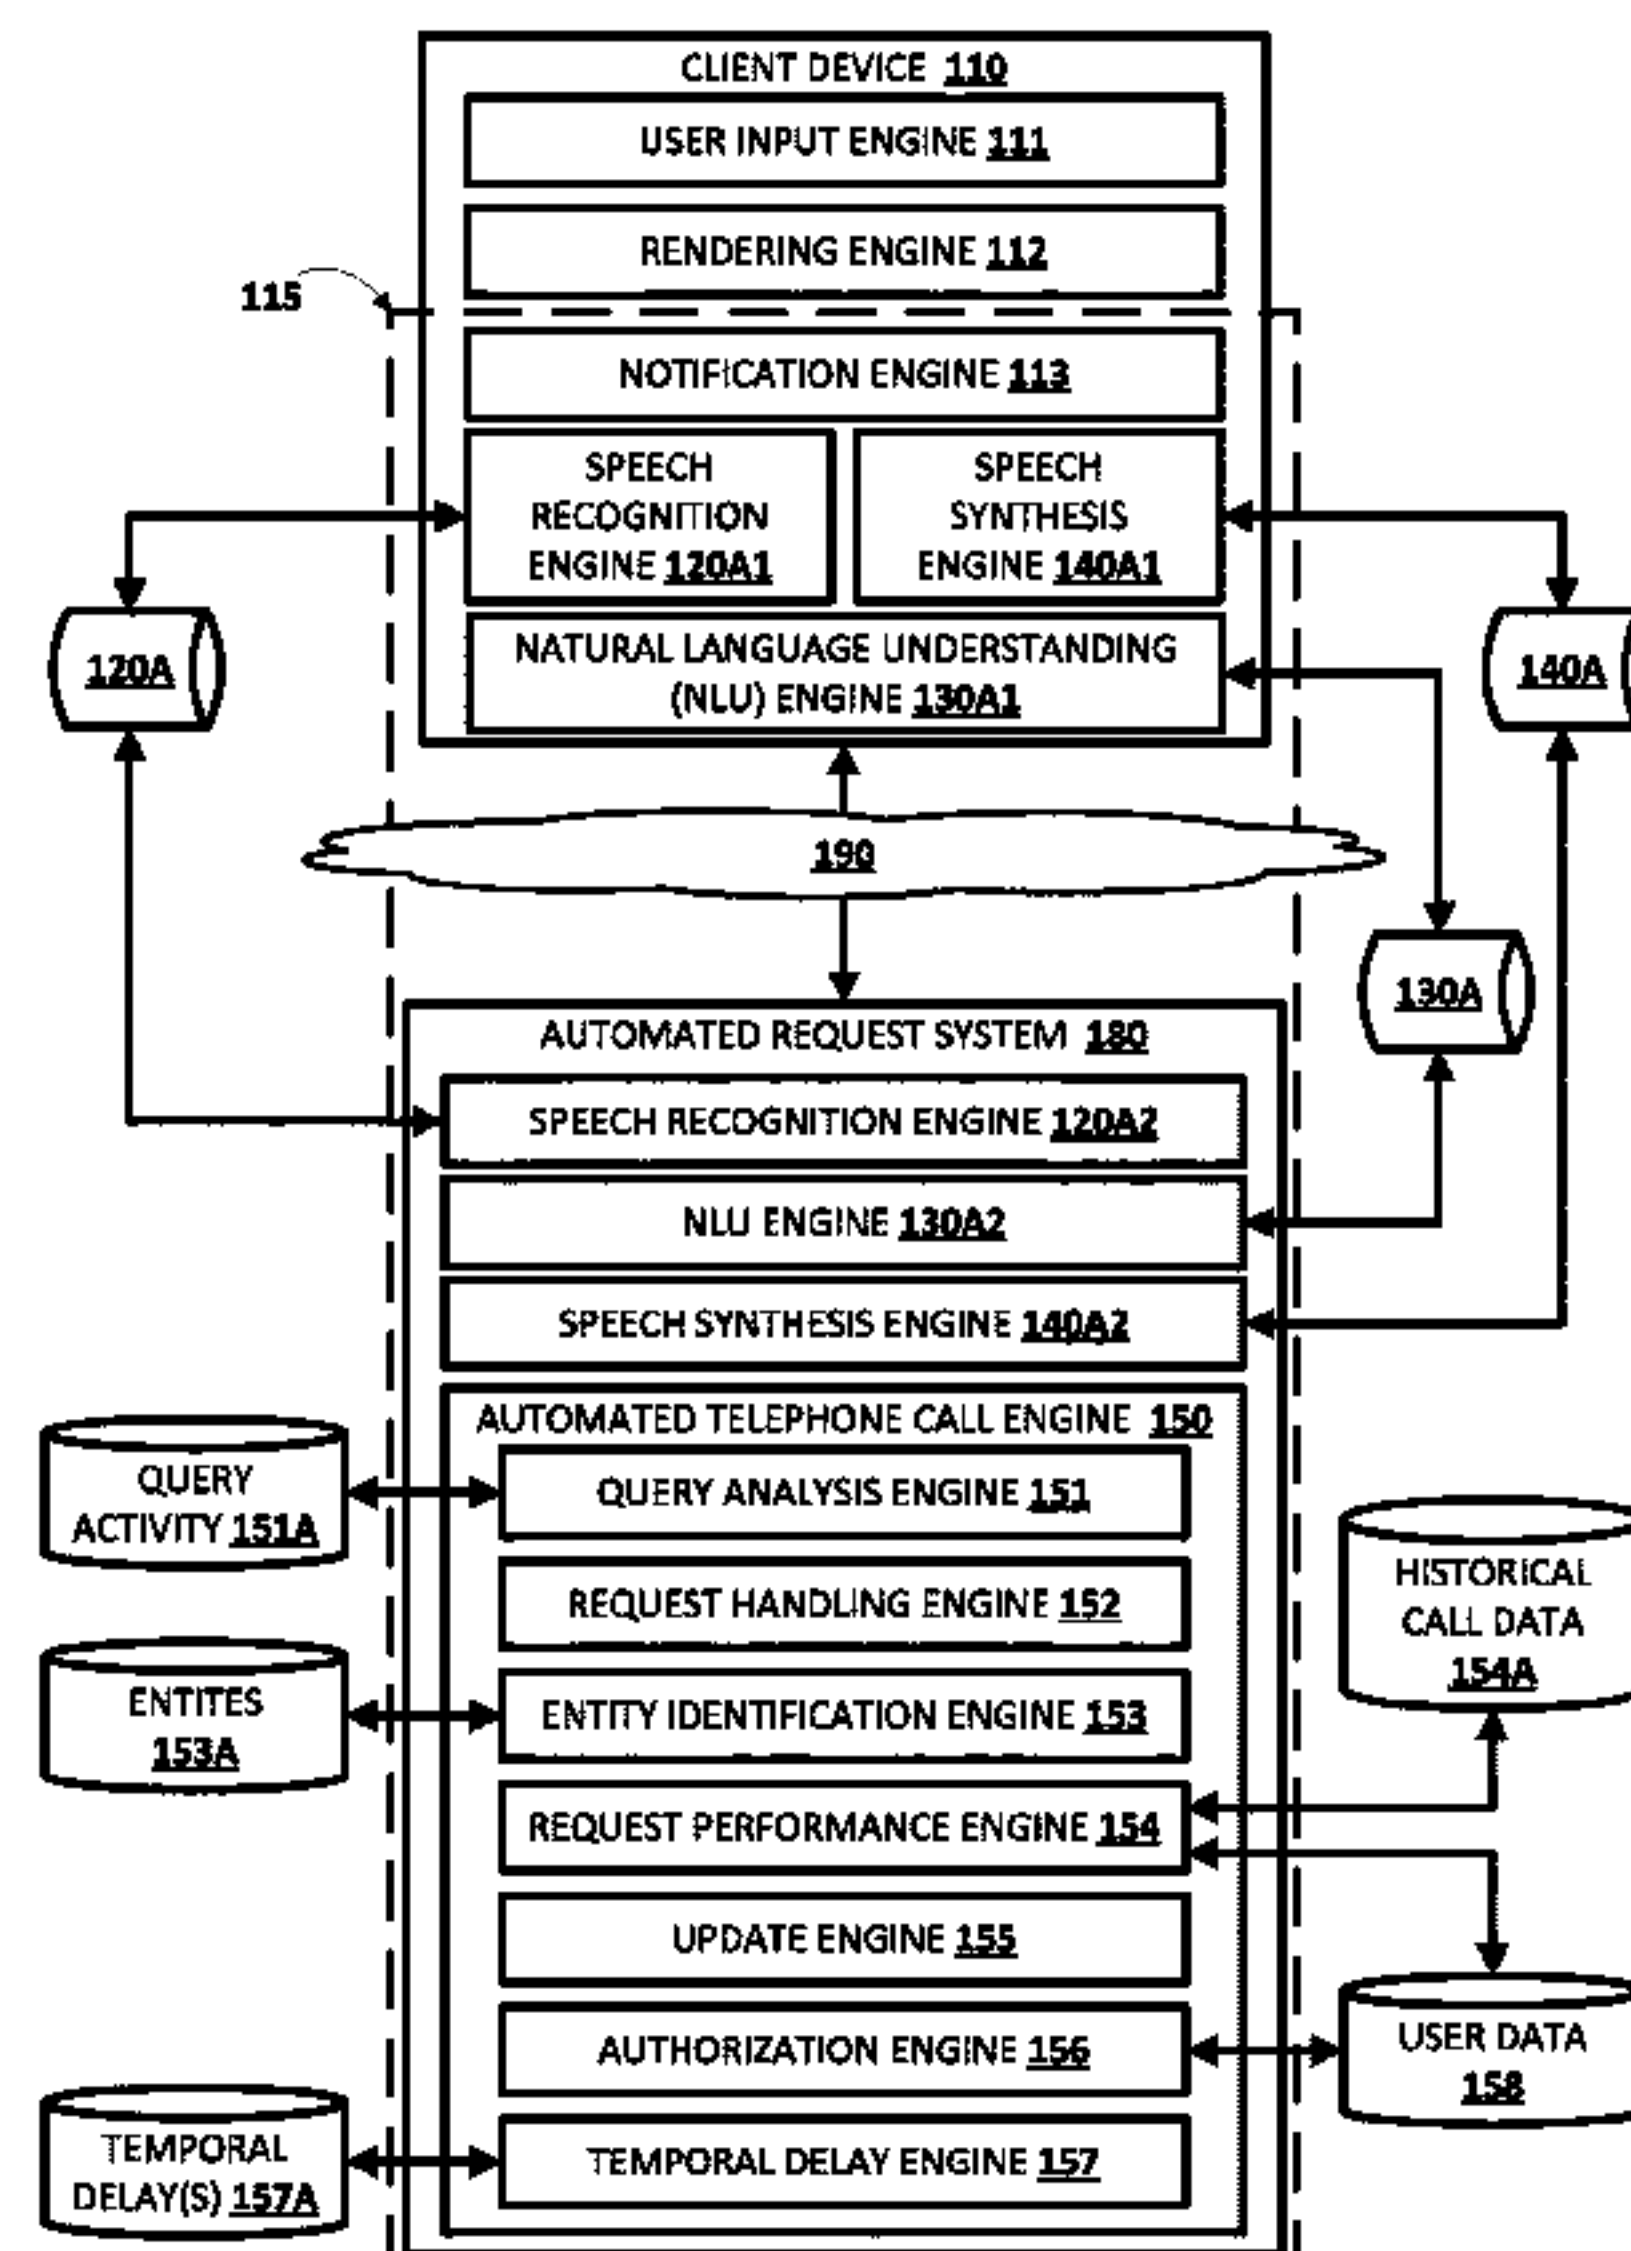 CLIENT DEVICE 110
USER INPUT ENGINE 111
RENDERING ENGINE 112
115
NOTIFICATION ENGINE 113
SPEECH
RECOGNITION
ENGINE 120A1
SPEECH
SYNTHESIS
ENGINE 140A1
NATURAL LANGUAGE UNDERSTANDING
(NLU) ENGINE 130A1
120A
140A
190
130A
AUTOMATED REQUEST SYSTEM 180
SPEECH RECOGNITION ENGINE 120A2
NLU ENGINE 130A2
SPEECH SYNTHESIS ENGINE 140A2
AUTOMATED TELEPHONE CALL ENGINE 150
QUERY
ACTIVITY 151A
QUERY ANALYSIS ENGINE 151
REQUEST HANDLING ENGINE 152
HISTORICAL
CALL DATA
154A
ENTITES
153A
ENTITY IDENTIFICATION ENGINE 153
REQUEST PERFORMANCE ENGINE 154
UPDATE ENGINE 155
AUTHORIZATION ENGINE 156
USER DATA
158
TEMPORAL
DELAY(S) 157A
TEMPORAL DELAY ENGINE 157